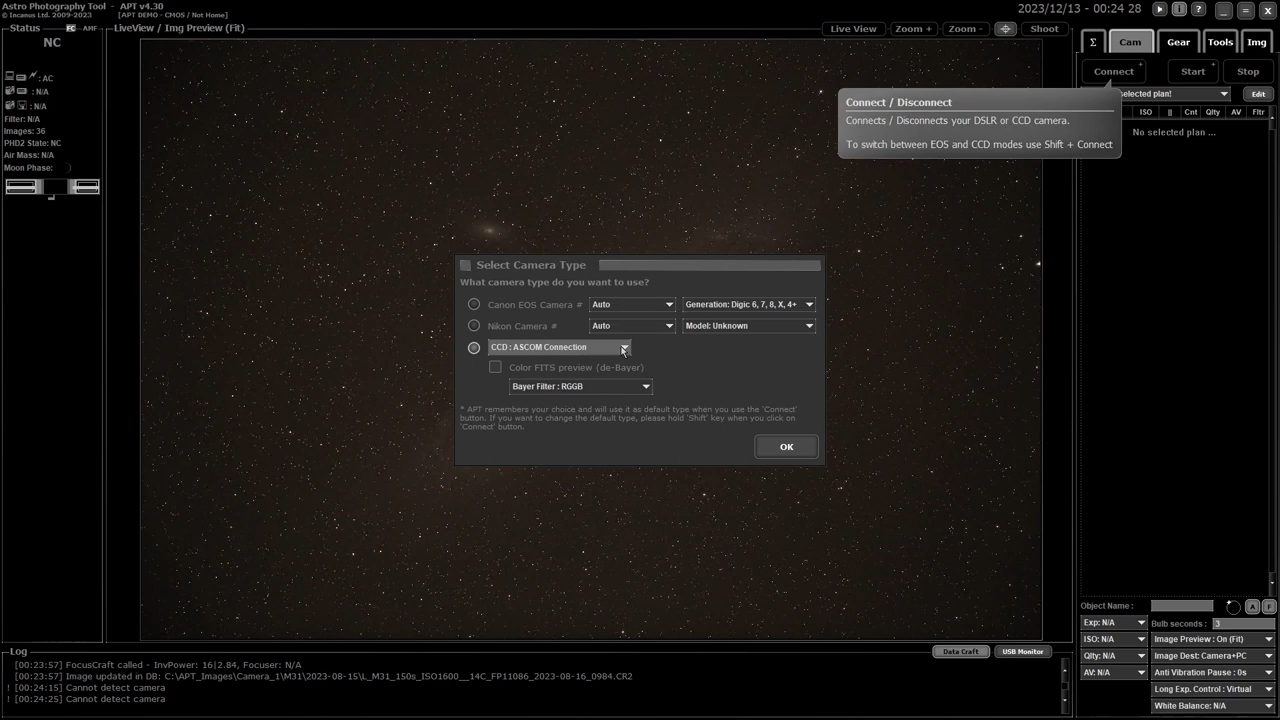 Astro Photography Tool - APT v4.30
© Incanus Ltd. 2009-2023
[APT DEMO - CMOS / Not Home]
2023/12/13 - 00:24 28
Status
EC
AMF
LiveView / Img Preview (Fit)
Live View
Zoom +
Zoom -
Shoot
Σ
Cam
Gear
Tools
Img
NC
: AC
: N/A
: N/A
Filter: N/A
Images: 36
PHD2 State: NC
Air Mass: N/A
Moon Phase:
Connect
Start
Stop
selected plan!
Edit
ISO
||
Cnt
Qlity
AV
Fltr
No selected plan ...
Connect / Disconnect
Connects / Disconnects your DSLR or CCD camera.
To switch between EOS and CCD modes use Shift + Connect
Select Camera Type
What camera type do you want to use?
Canon EOS Camera #
Auto
Generation: Digic 6, 7, 8, X, 4+
Nikon Camera #
Auto
Model: Unknown
CCD : ASCOM Connection
Color FITS preview (de-Bayer)
Bayer Filter : RGGB
* APT remembers your choice and will use it as default type when you use the 'Connect'
button. If you want to change the default type, please hold 'Shift' key when you click on
'Connect' button.
OK
Object Name :
A
F
Exp: N/A
Bulb seconds :
3
ISO: N/A
Image Preview : On (Fit)
Qlty: N/A
Image Dest: Camera+PC
AV: N/A
Anti Vibration Pause : 0s
Long Exp. Control : Virtual
White Balance: N/A
Log
Data Craft
USB Monitor
[00:23:57] FocusCraft called - InvPower: 16|2.84, Focuser: N/A
[00:23:57] Image updated in DB: C:\APT_Images\Camera_1\M31\2023-08-15\L_M31_150s_ISO1600__14C_FP11086_2023-08-16_0984.CR2
! [00:24:15] Cannot detect camera
! [00:24:25] Cannot detect camera